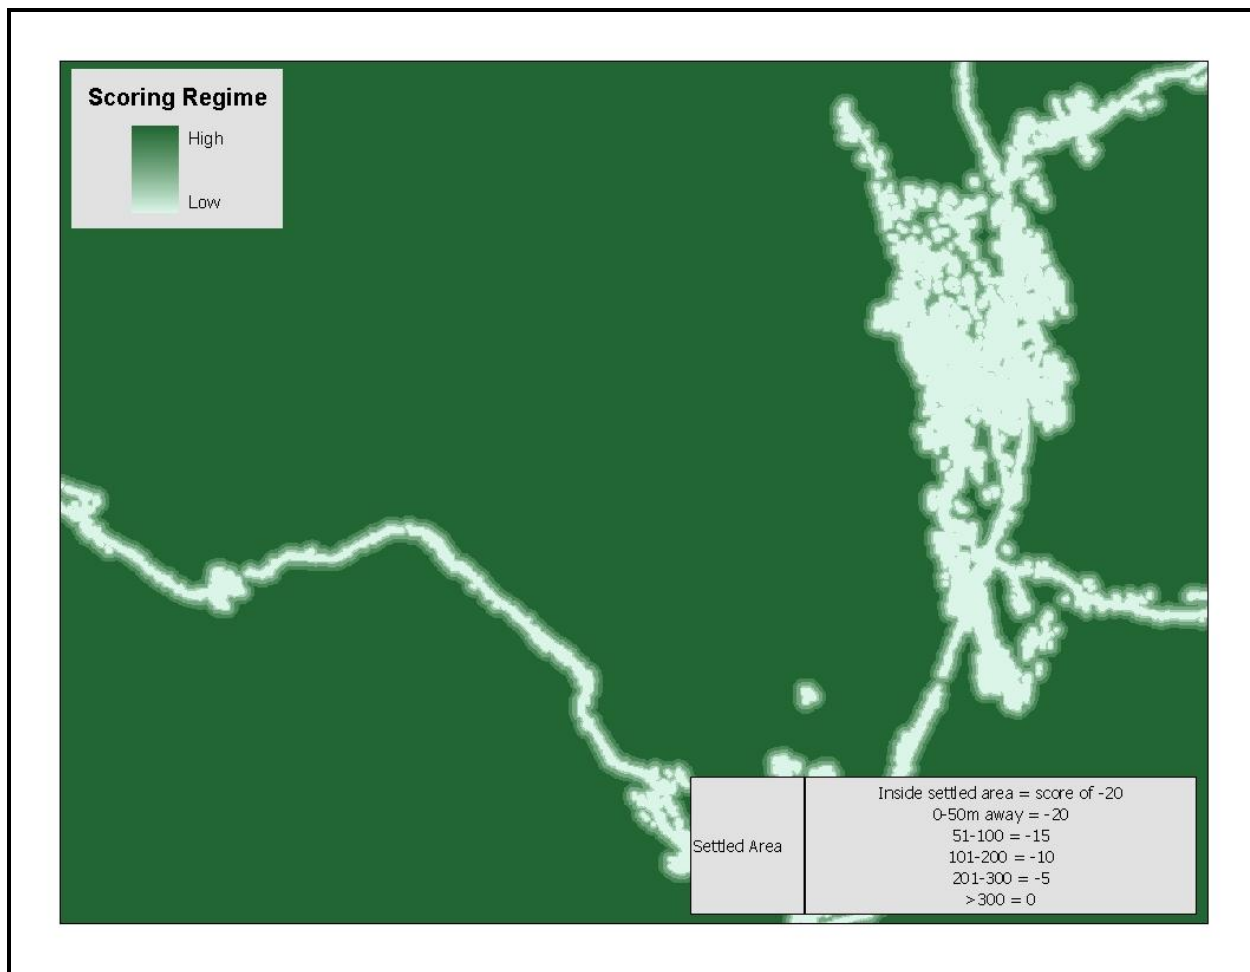 Scoring Regime
High
Low
Settled Area
Inside settled area = score of -20
0-50m away = -20
51-100 = -15
101-200 = -10
201-300 = -5
>300 = 0